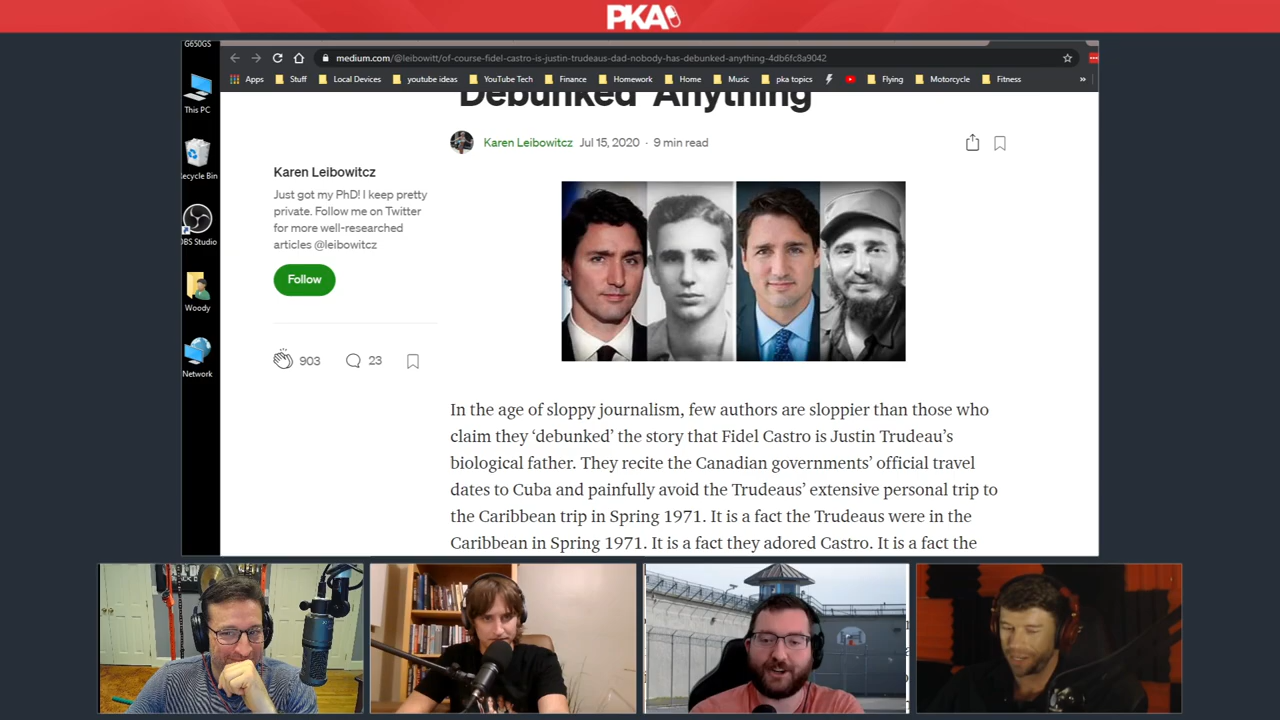 PKA
G650GS
medium.com/@leibowitt/of-course-fidel-castro-is-justin-trudeaus-dad-nobody-has-debunked-anything-4db6fc8a9042
Apps Stuff Local Devices youtube ideas YouTube Tech Finance Homework Home Music pka topics Flying Motorcycle Fitness »
This PC
ecycle Bin
OBS Studio
Woody
Network
Debunked' Anything
Karen Leibowitcz Jul 15, 2020 · 9 min read
Karen Leibowitcz
Just got my PhD! I keep pretty
private. Follow me on Twitter
for more well-researched
articles @leibowitcz
Follow
903 23
In the age of sloppy journalism, few authors are sloppier than those who
claim they ‘debunked’ the story that Fidel Castro is Justin Trudeau’s
biological father. They recite the Canadian governments’ official travel
dates to Cuba and painfully avoid the Trudeaus’ extensive personal trip to
the Caribbean trip in Spring 1971. It is a fact the Trudeaus were in the
Caribbean in Spring 1971. It is a fact they adored Castro. It is a fact the